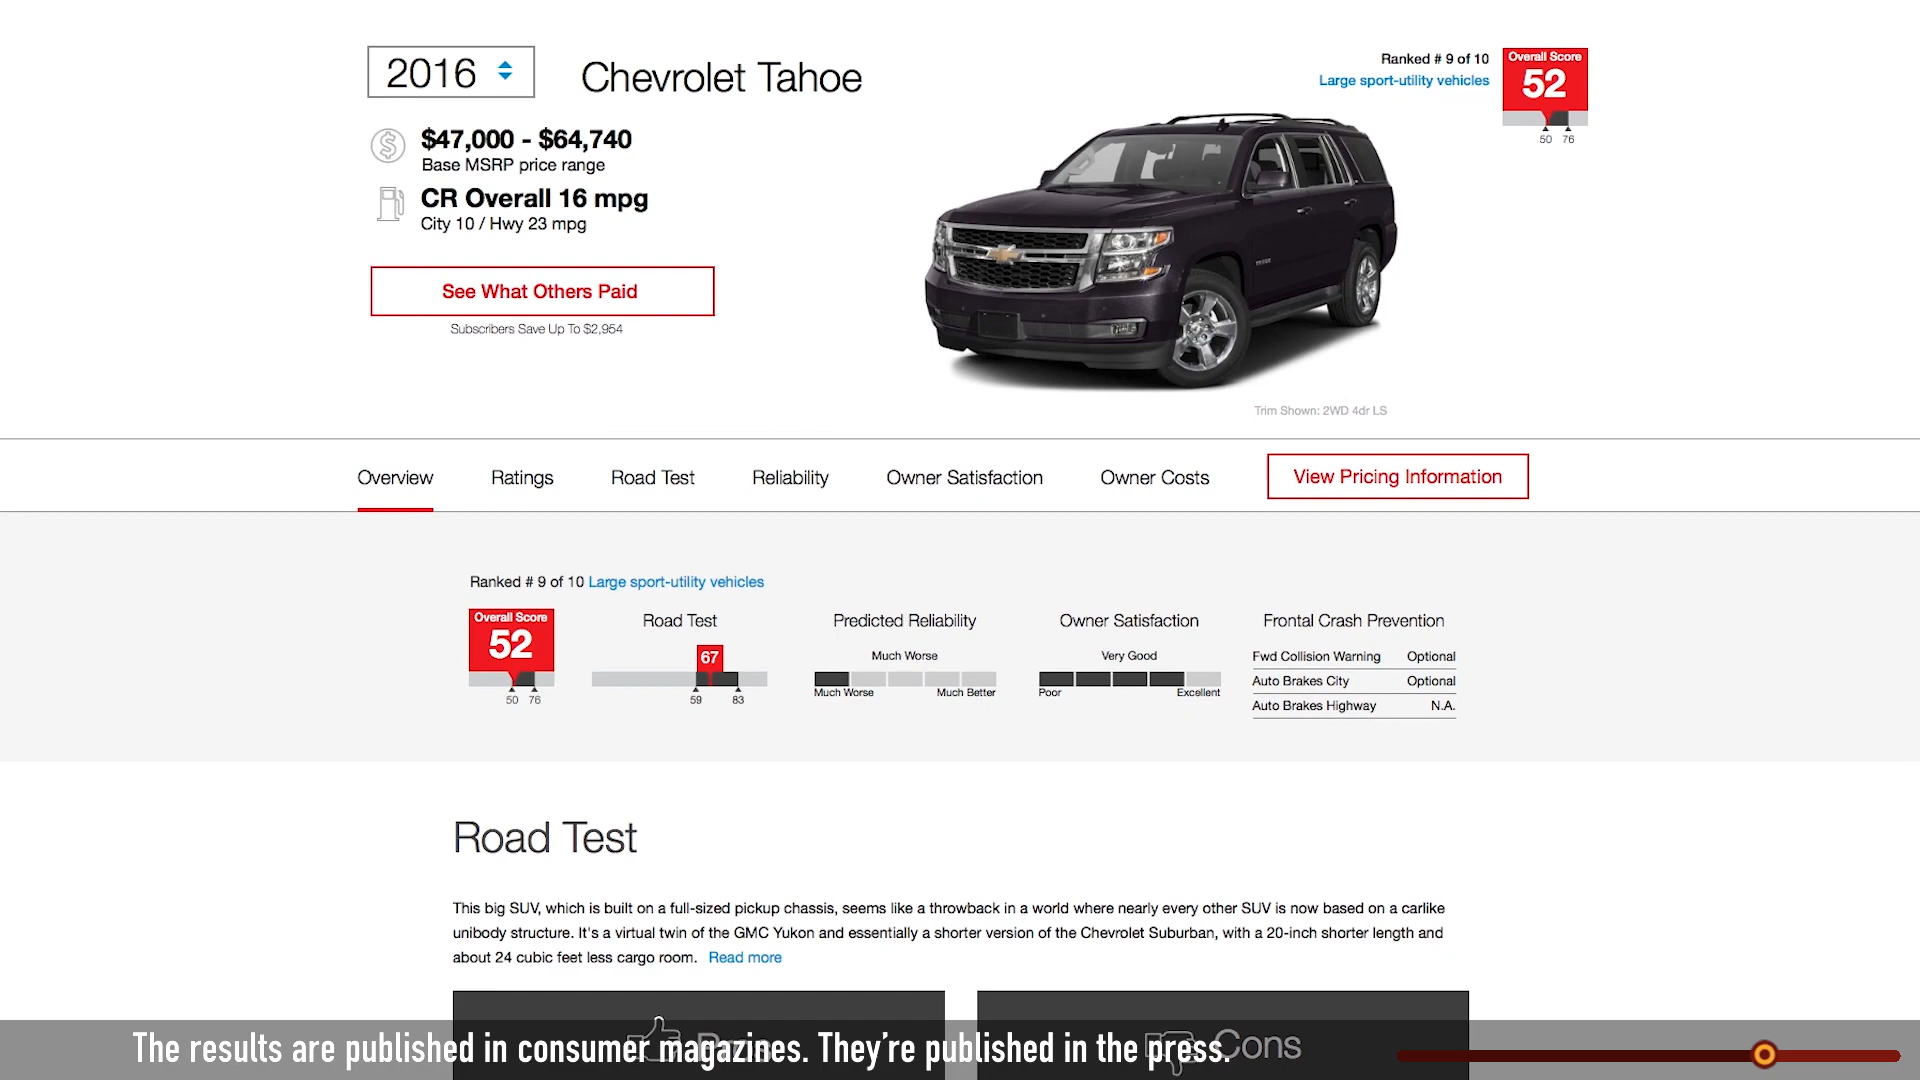 2016
Chevrolet Tahoe
Ranked # 9 of 10
Large sport-utility vehicles
Overall Score
52
50 76
$47,000 - $64,740
Base MSRP price range
CR Overall 16 mpg
City 10 / Hwy 23 mpg
See What Others Paid
Subscribers Save Up To $2,954
Trim Shown: 2WD 4dr LS
Overview Ratings Road Test Reliability Owner Satisfaction Owner Costs View Pricing Information
Ranked # 9 of 10 Large sport-utility vehicles
Overall Score
52
50 76
Road Test
67
59 83
Predicted Reliability
Much Worse
Much Worse Much Better
Owner Satisfaction
Very Good
Poor Excellent
Frontal Crash Prevention
Fwd Collision Warning Optional
Auto Brakes City Optional
Auto Brakes Highway N.A.
Road Test
This big SUV, which is built on a full-sized pickup chassis, seems like a throwback in a world where nearly every other SUV is now based on a carlike
unibody structure. It's a virtual twin of the GMC Yukon and essentially a shorter version of the Chevrolet Suburban, with a 20-inch shorter length and
about 24 cubic feet less cargo room. Read more
Cons
The results are published in consumer magazines. They're published in the press.